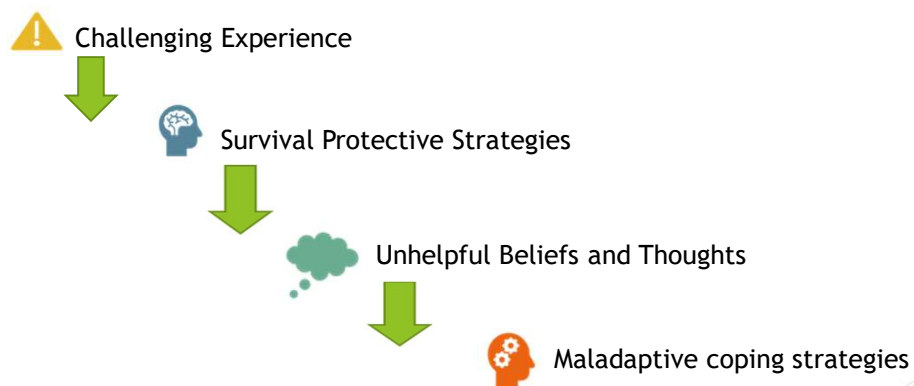 Challenging Experience
Survival Protective Strategies
Unhelpful Beliefs and Thoughts
Maladaptive coping strategies